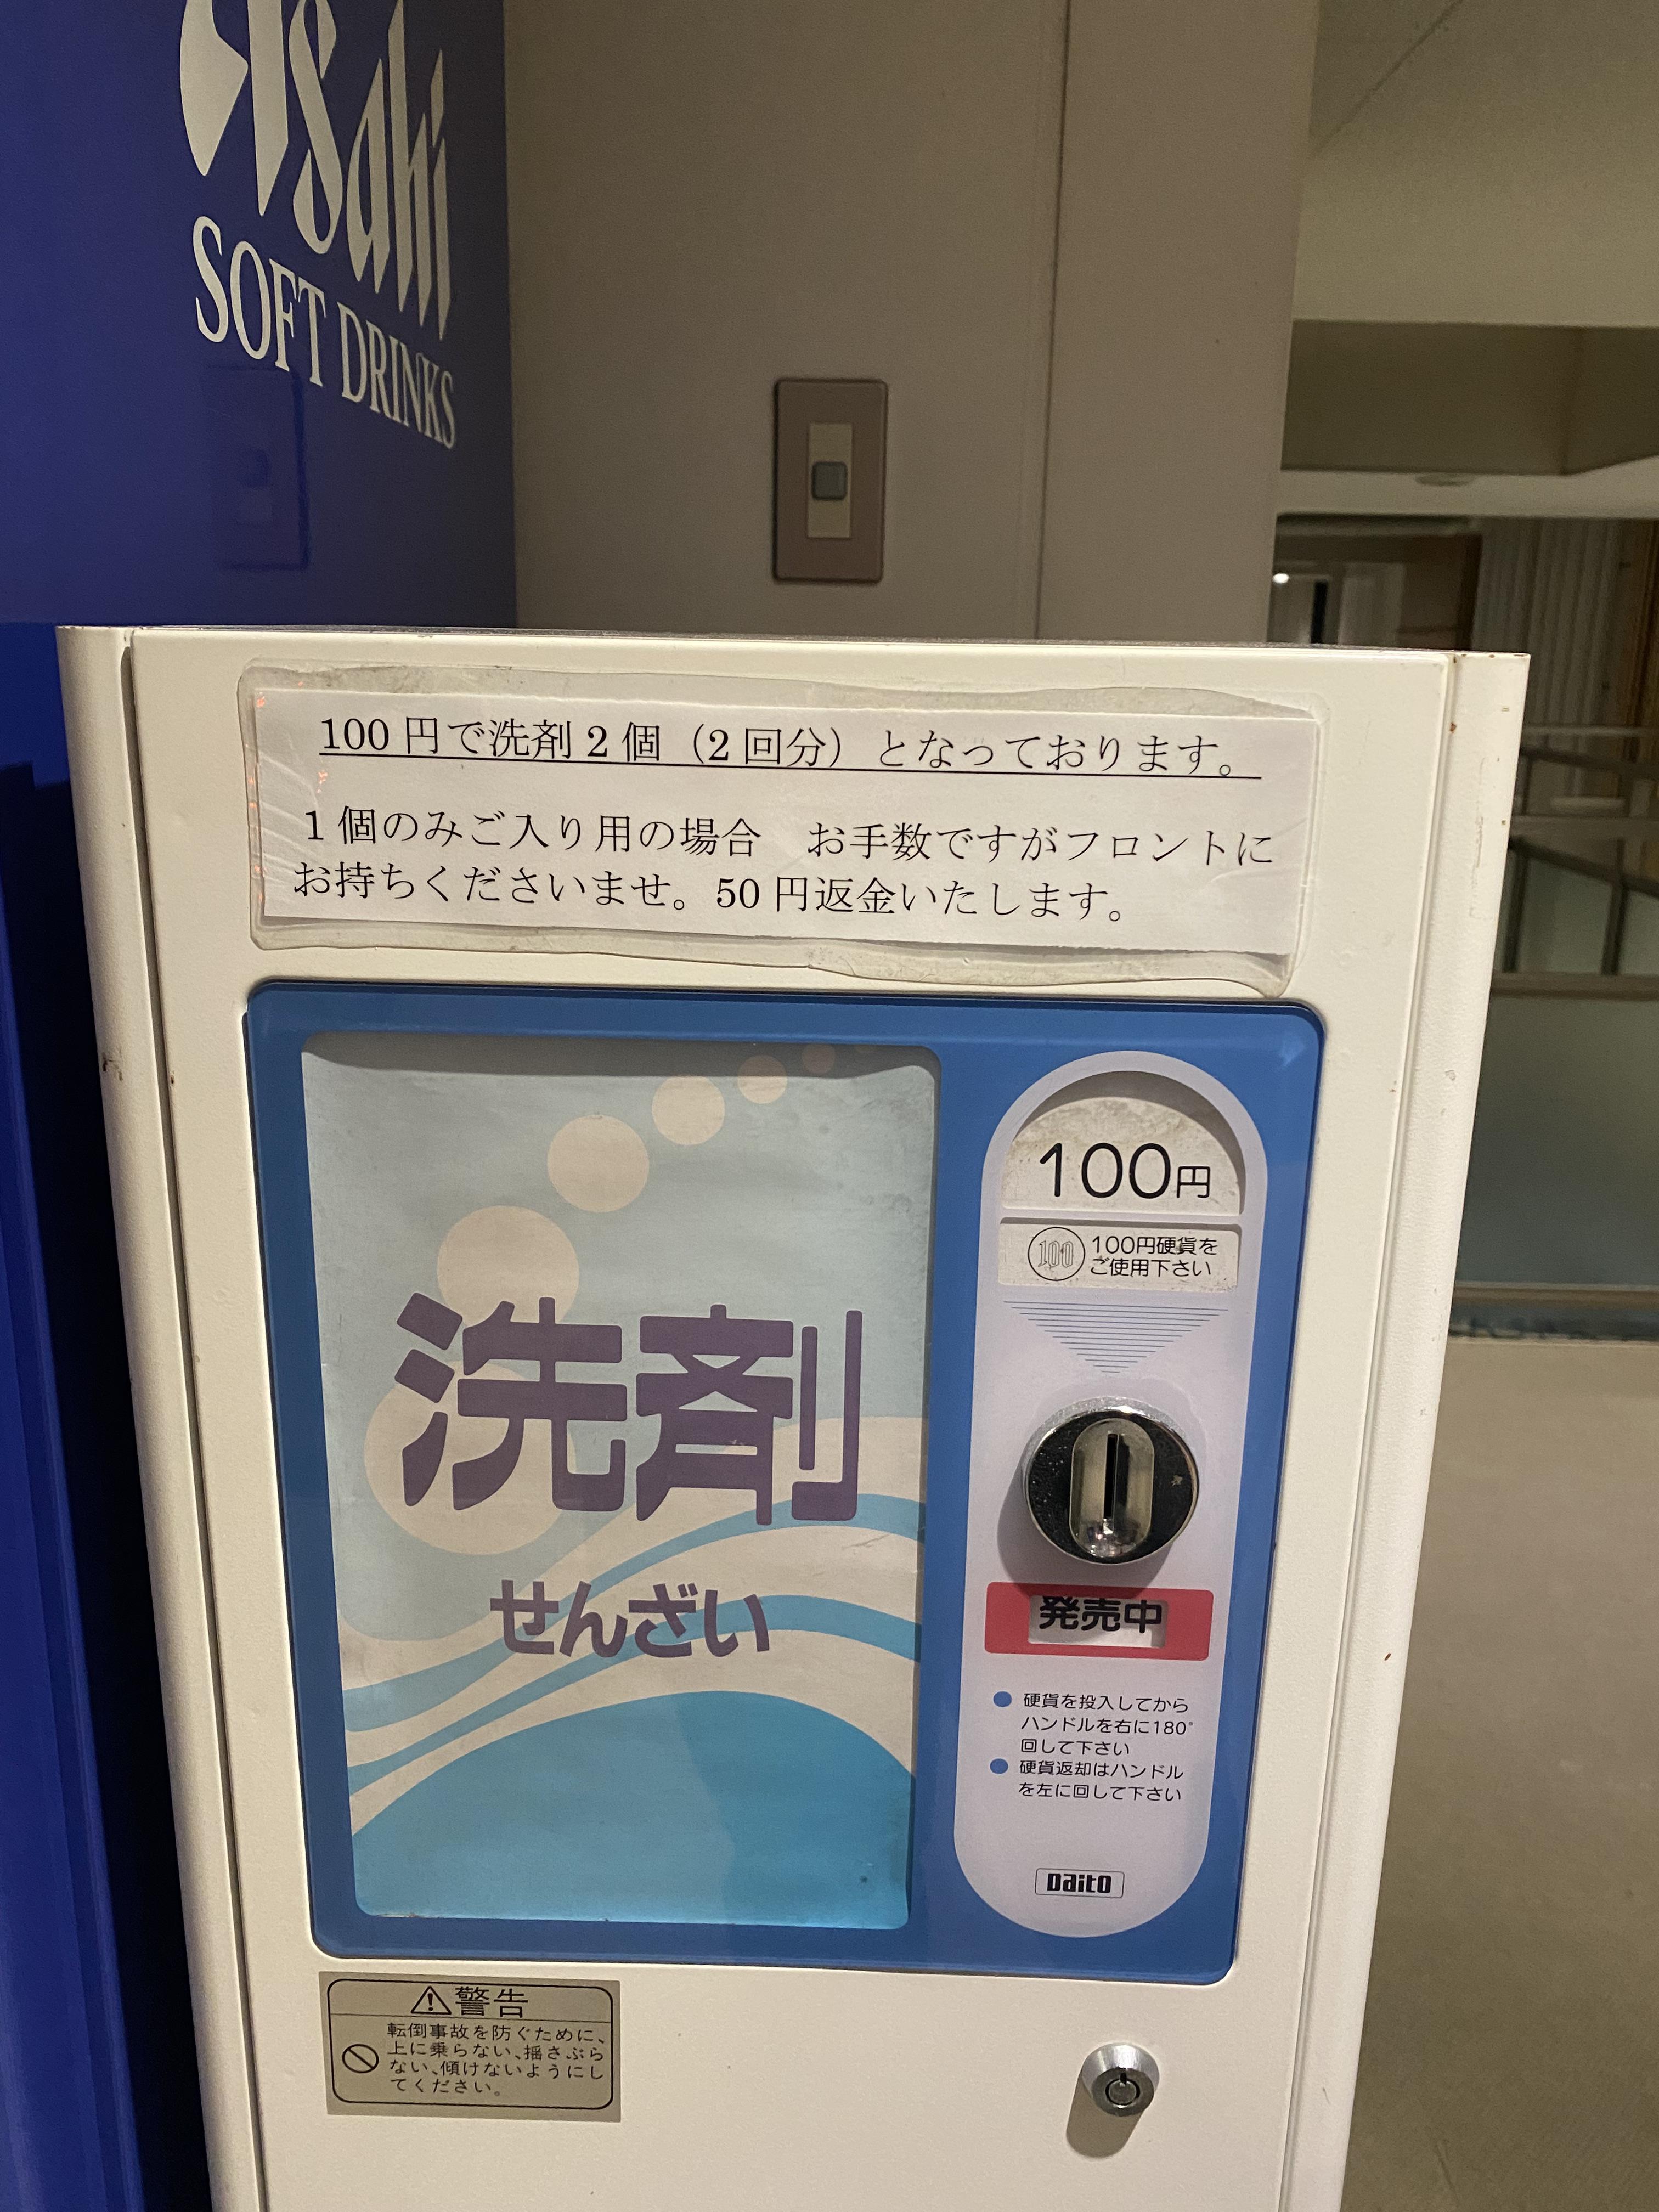 Asahi
SOFT DRINKS
100円で洗剤2個（2回分）となっております。
1個のみご入り用の場合　お手数ですがフロントに
お持ちくださいませ。50円返金いたします。
洗剤
せんざい
100円
100
100円硬貨を
ご使用下さい
発売中
● 硬貨を投入してから
ハンドルを右に180°
回して下さい
● 硬貨返却はハンドル
を左に回して下さい
Daito
⚠警告
転倒事故を防ぐために、
上に乗らない、揺さぶら
ない、傾けないようにし
てください。